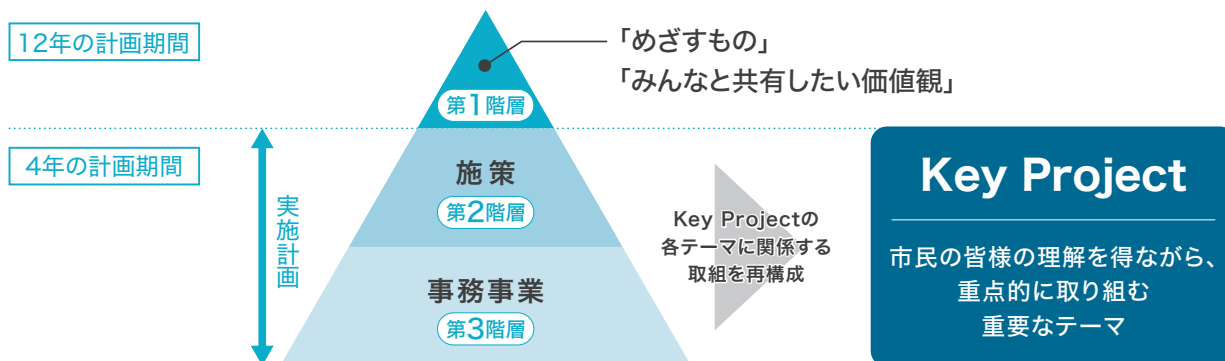 12年の計画期間
「めざすもの」
「みんなと共有したい価値観」
第1階層
4年の計画期間
実施計画
施策
第2階層
事務事業
第3階層
Key Projectの
各テーマに関係する
取組を再構成
Key Project
市民の皆様の理解を得ながら、
重点的に取り組む
重要なテーマ